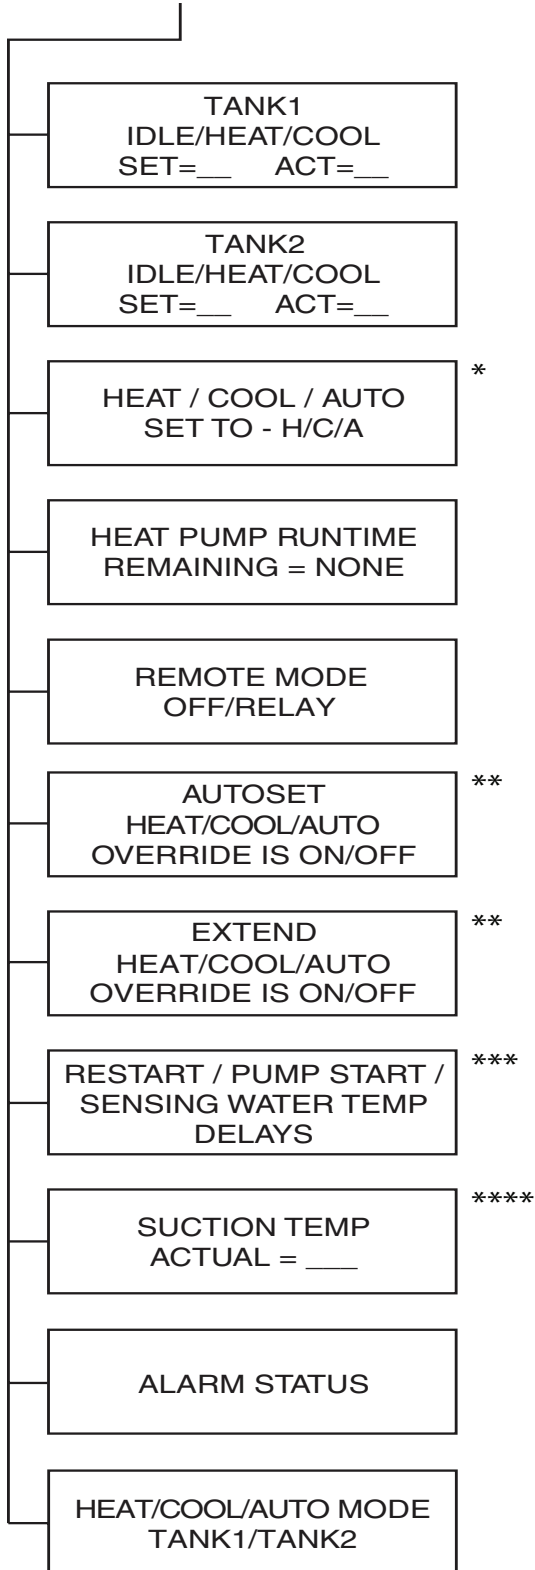 TANK1
IDLE/HEAT/COOL
SET=__ ACT=__
TANK2
IDLE/HEAT/COOL
SET=__ ACT=__
*
HEAT / COOL / AUTO
SET TO - H/C/A
HEAT PUMP RUNTIME
REMAINING = NONE
REMOTE MODE
OFF/RELAY
**
AUTOSET
HEAT/COOL/AUTO
OVERRIDE IS ON/OFF
**
EXTEND
HEAT/COOL/AUTO
OVERRIDE IS ON/OFF
***
RESTART / PUMP START /
SENSING WATER TEMP
DELAYS
****
SUCTION TEMP
ACTUAL = ___
ALARM STATUS
HEAT/COOL/AUTO MODE
TANK1/TANK2